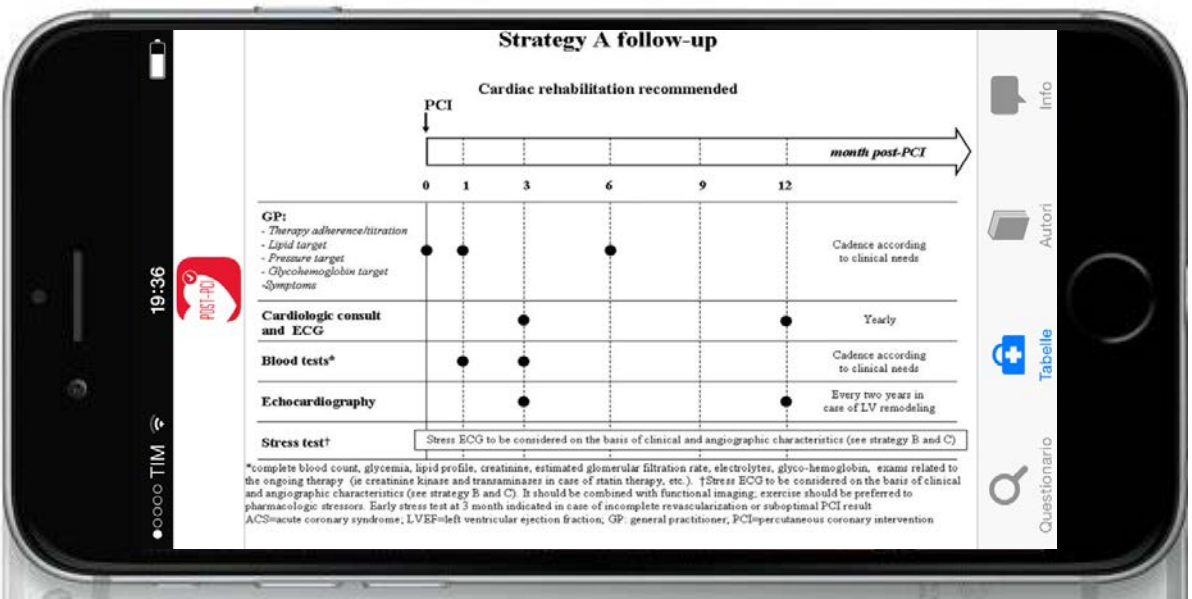 Strategy A follow-up
Cardiac rehabilitation recommended
PCI
month post-PCI
0 1 3 6 9 12
GP:
- Therapy adherence/titration
- Lipid target
- Pressure target
- Glycohemoglobin target
-Symptoms
Cadence according
to clinical needs
Cardiologic consult
and ECG
Yearly
Blood tests*
Cadence according
to clinical needs
Echocardiography
Every two years in
case of LV remodeling
Stress test†
Stress ECG to be considered on the basis of clinical and angiographic characteristics (see strategy B and C)
*complete blood count, glycemia, lipid profile, creatinine, estimated glomerular filtration rate, electrolytes, glyco-hemoglobin, exams related to
the ongoing therapy (ie creatinine kinase and transaminases in case of statin therapy, etc.). †Stress ECG to be considered on the basis of clinical
and angiographic characteristics (see strategy B and C). It should be combined with functional imaging; exercise should be preferred to
pharmacologic stressors. Early stress test at 3 month indicated in case of incomplete revascularization or suboptimal PCI result
ACS=acute coronary syndrome; LVEF=left ventricular ejection fraction; GP: general practitioner; PCI=percutaneous coronary intervention
TIM
19:36
POST-PCI
Questionario
Tabelle
Autori
Info